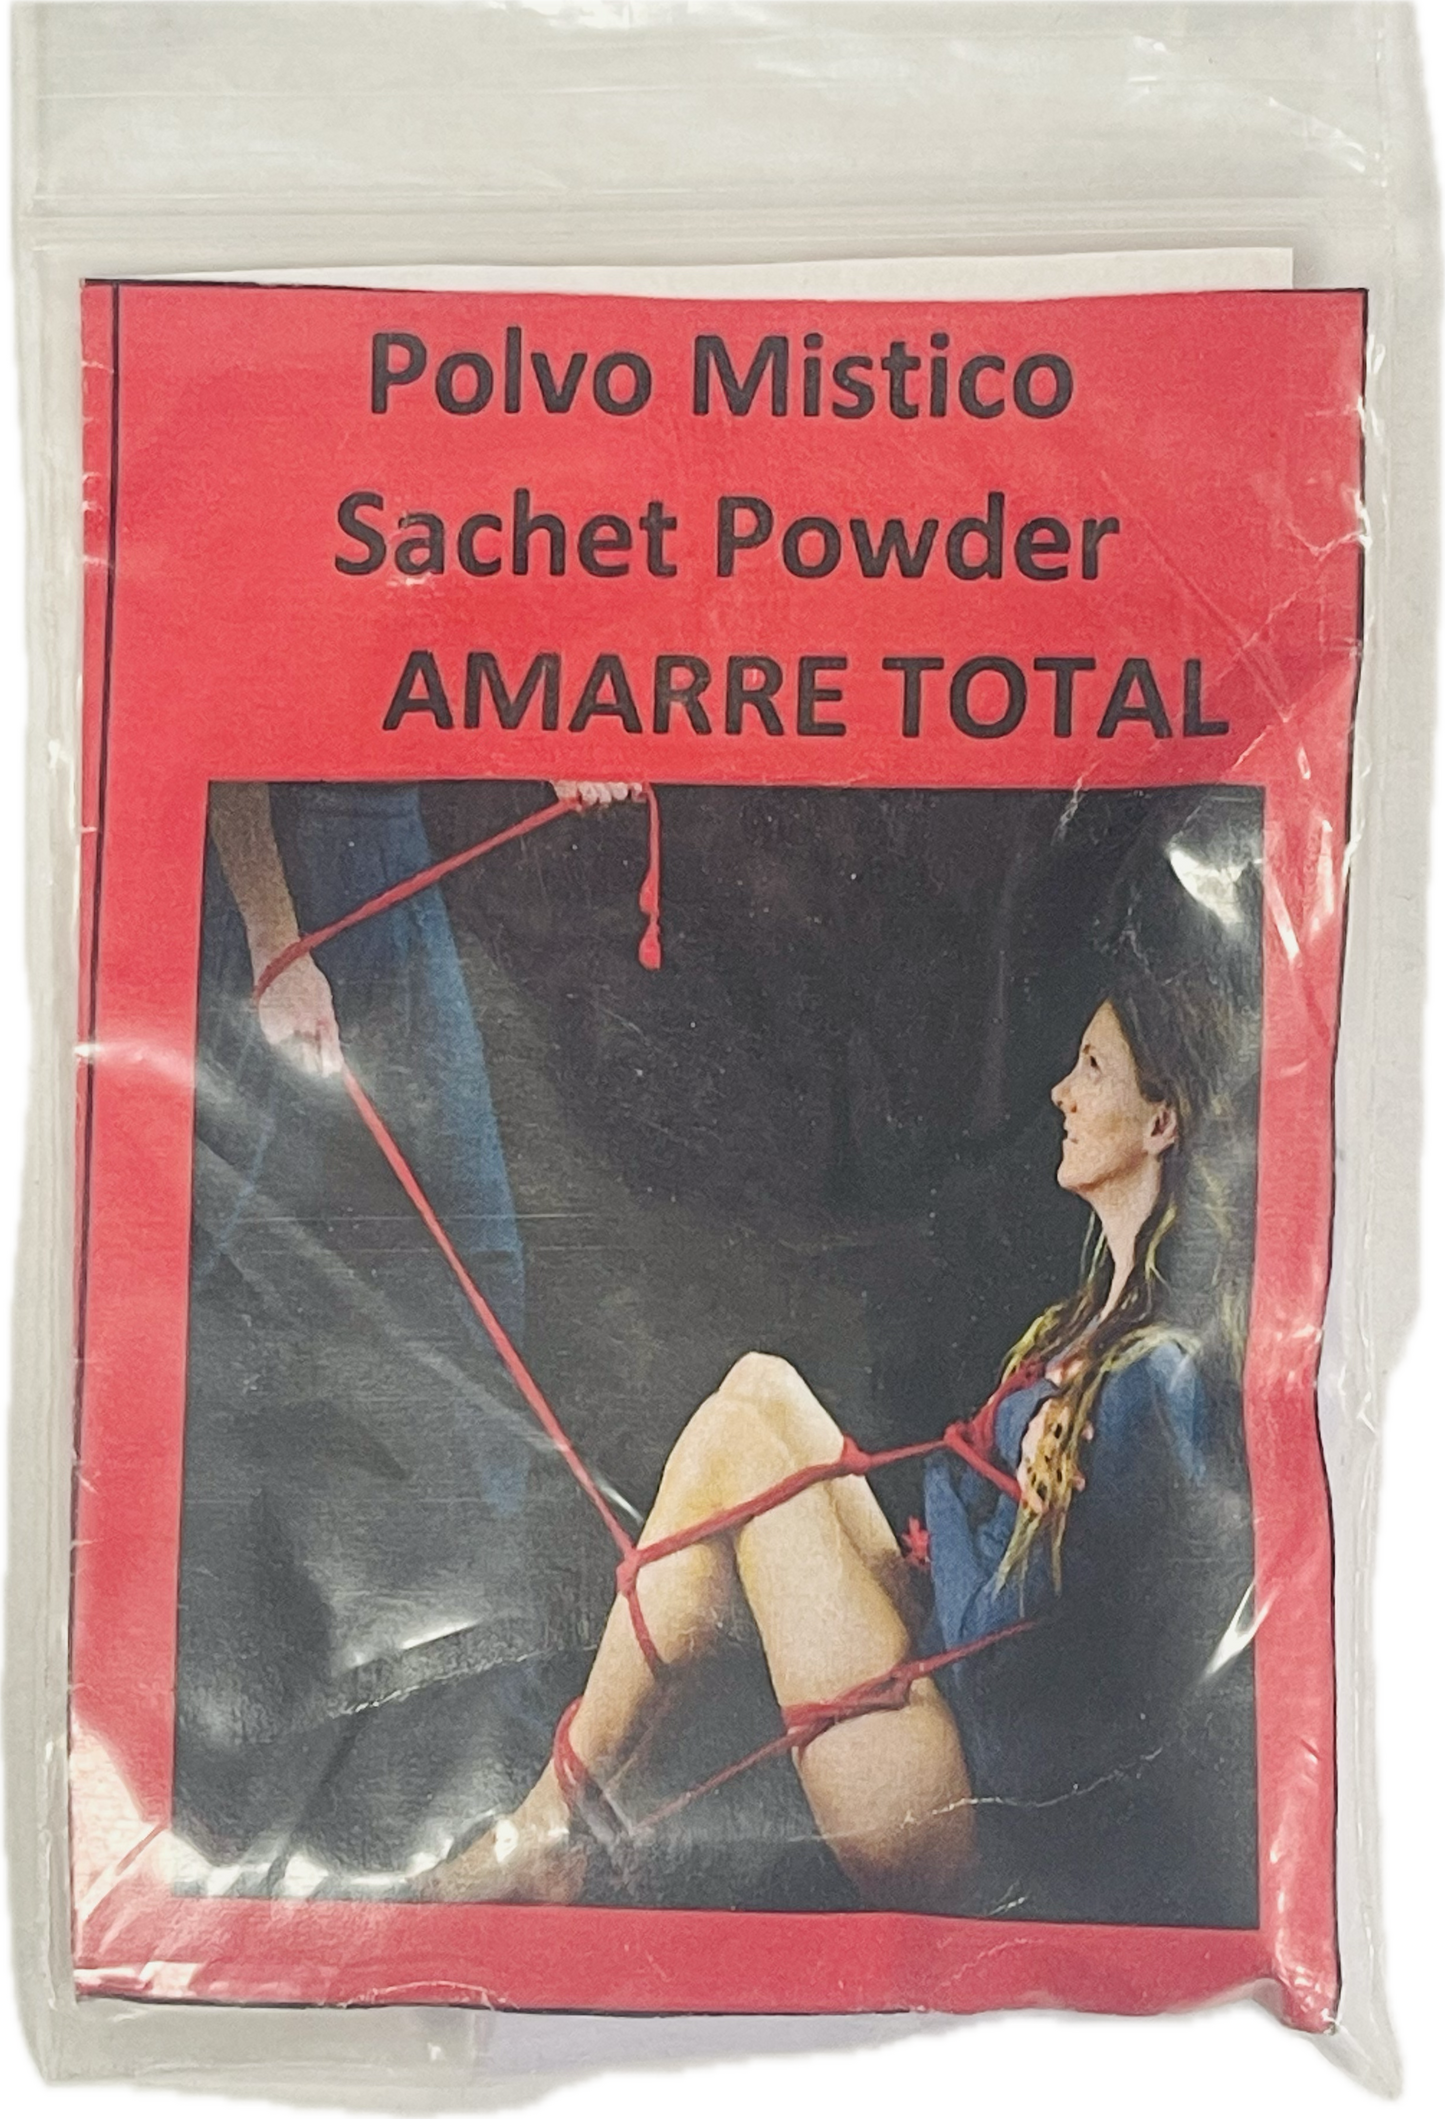 Polvo Mistico
Sachet Powder
AMARRE TOTAL